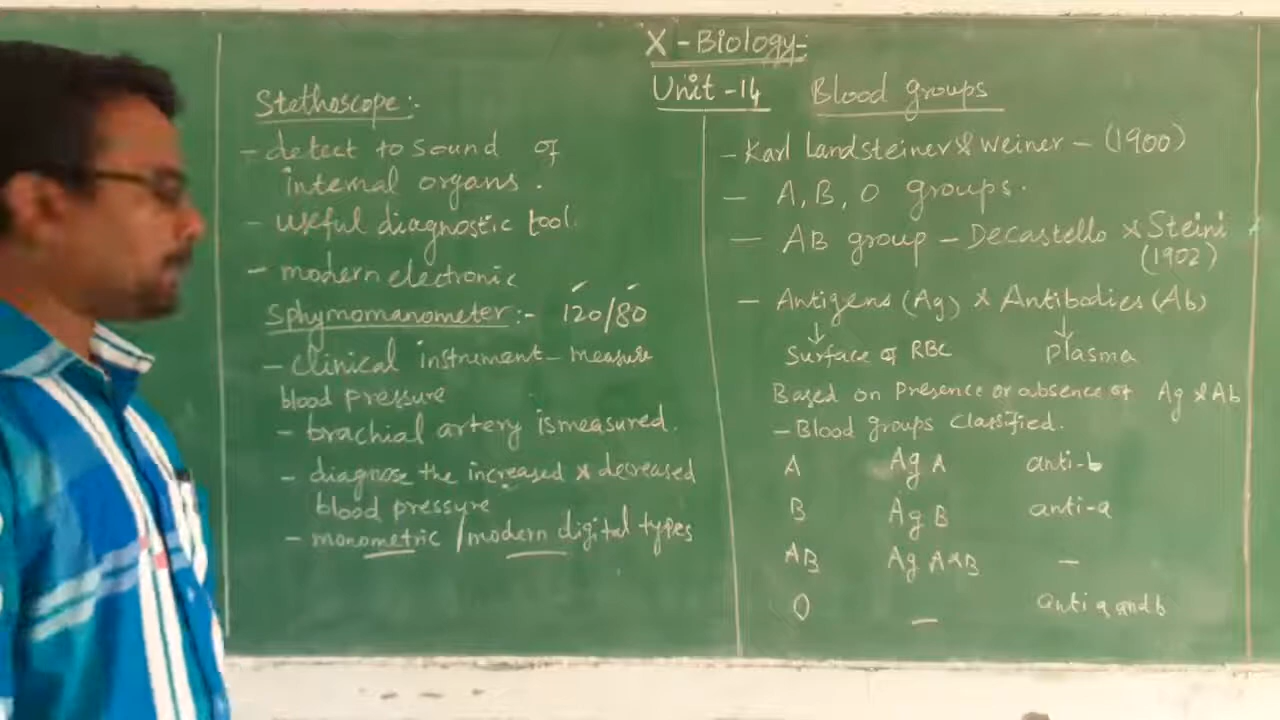 X - Biology:-
Unit - 14 Blood groups
Stethoscope:-
- detect to sound of
internal organs.
- useful diagnostic tool.
- modern electronic
Sphymomanometer:- 120/80
- Clinical instrument - measure
blood pressure
- brachial artery is measured.
- diagnose the increased & decreased
blood pressure
- monometric / modern digital types
- Karl Landsteiner & Weiner - (1900)
- A, B, O groups.
- AB group - Decastello & Steini
(1902)
- Antigens (Ag) & Antibodies (Ab)
↓ ↓
Surface of RBC Plasma
Based on Presence or absence of Ag & Ab
- Blood groups Classified.
A Ag A anti-b
B Ag B anti-a
AB Ag A&B -
O - anti a and b